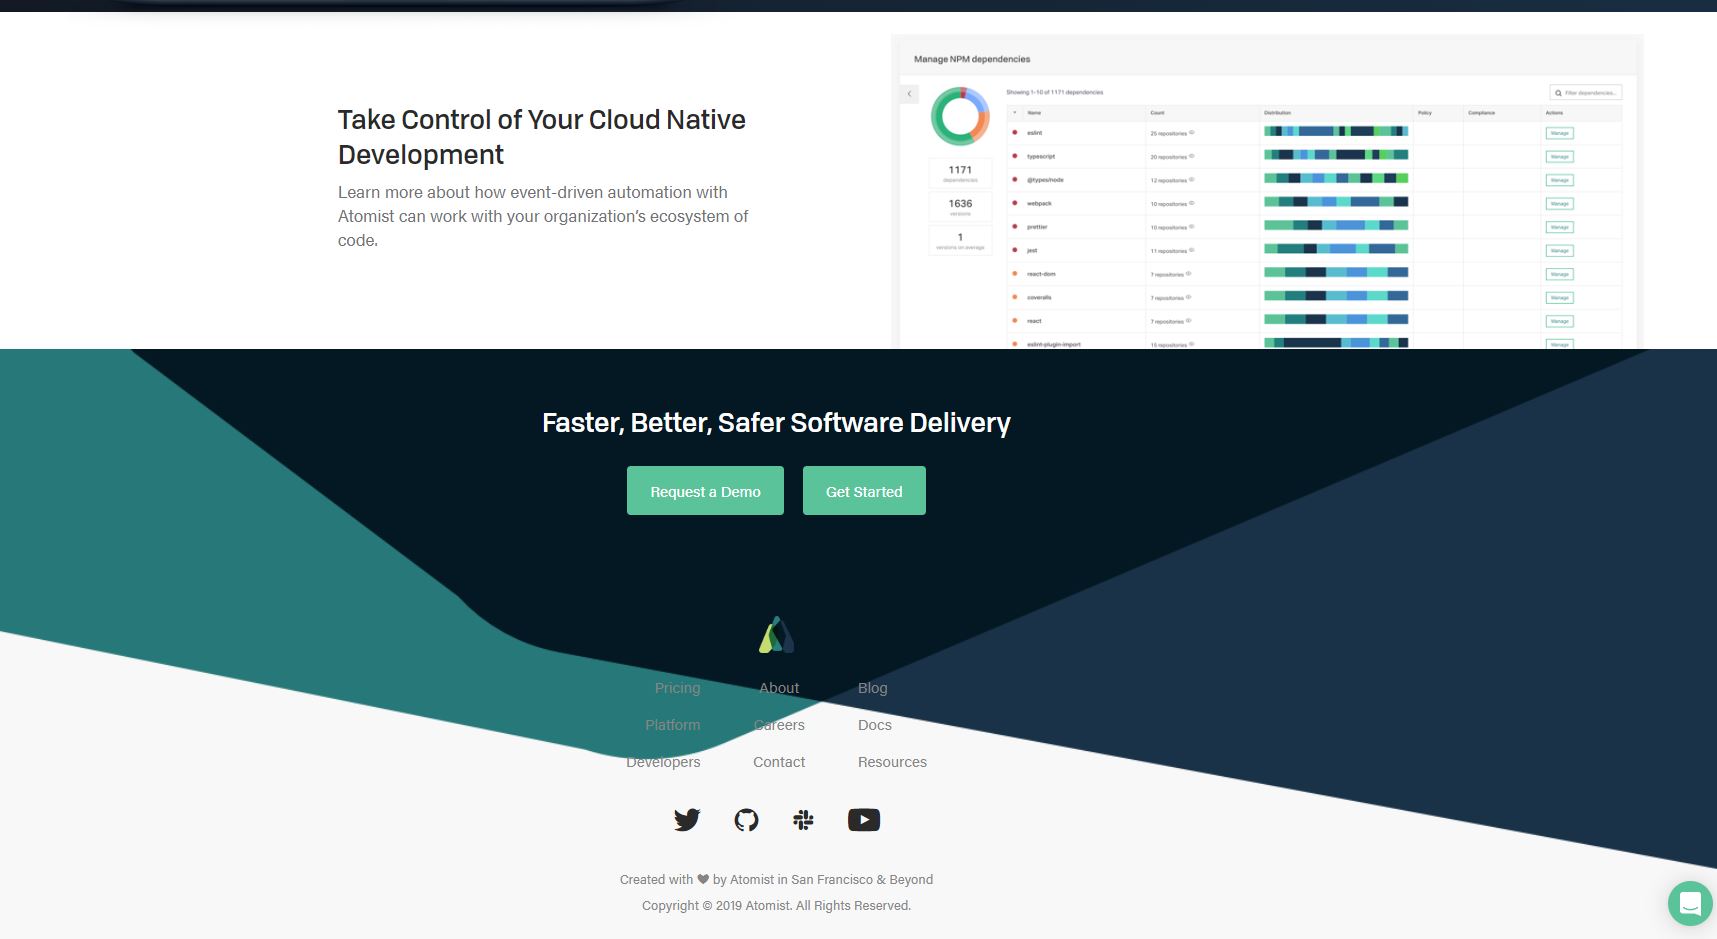 Take Control of Your Cloud Native
Development
Learn more about how event-driven automation with
Atomist can work with your organization's ecosystem of
code.
Manage NPM dependencies
Showing 1-10 of 1171 dependencies
Filter dependencies...
Name Count Distribution Policy Compliance Actions
eslint 25 repositories Manage
typescript 20 repositories Manage
@types/node 12 repositories Manage
webpack 10 repositories Manage
prettier 10 repositories Manage
jest 11 repositories Manage
react-dom 7 repositories Manage
coveralls 7 repositories Manage
react 7 repositories Manage
eslint-plugin-import 15 repositories Manage
1171
dependencies
1636
versions
1
versions on average
Faster, Better, Safer Software Delivery
Request a Demo Get Started
Pricing About Blog
Platform Careers Docs
Developers Contact Resources
Created with ♥ by Atomist in San Francisco & Beyond
Copyright © 2019 Atomist. All Rights Reserved.